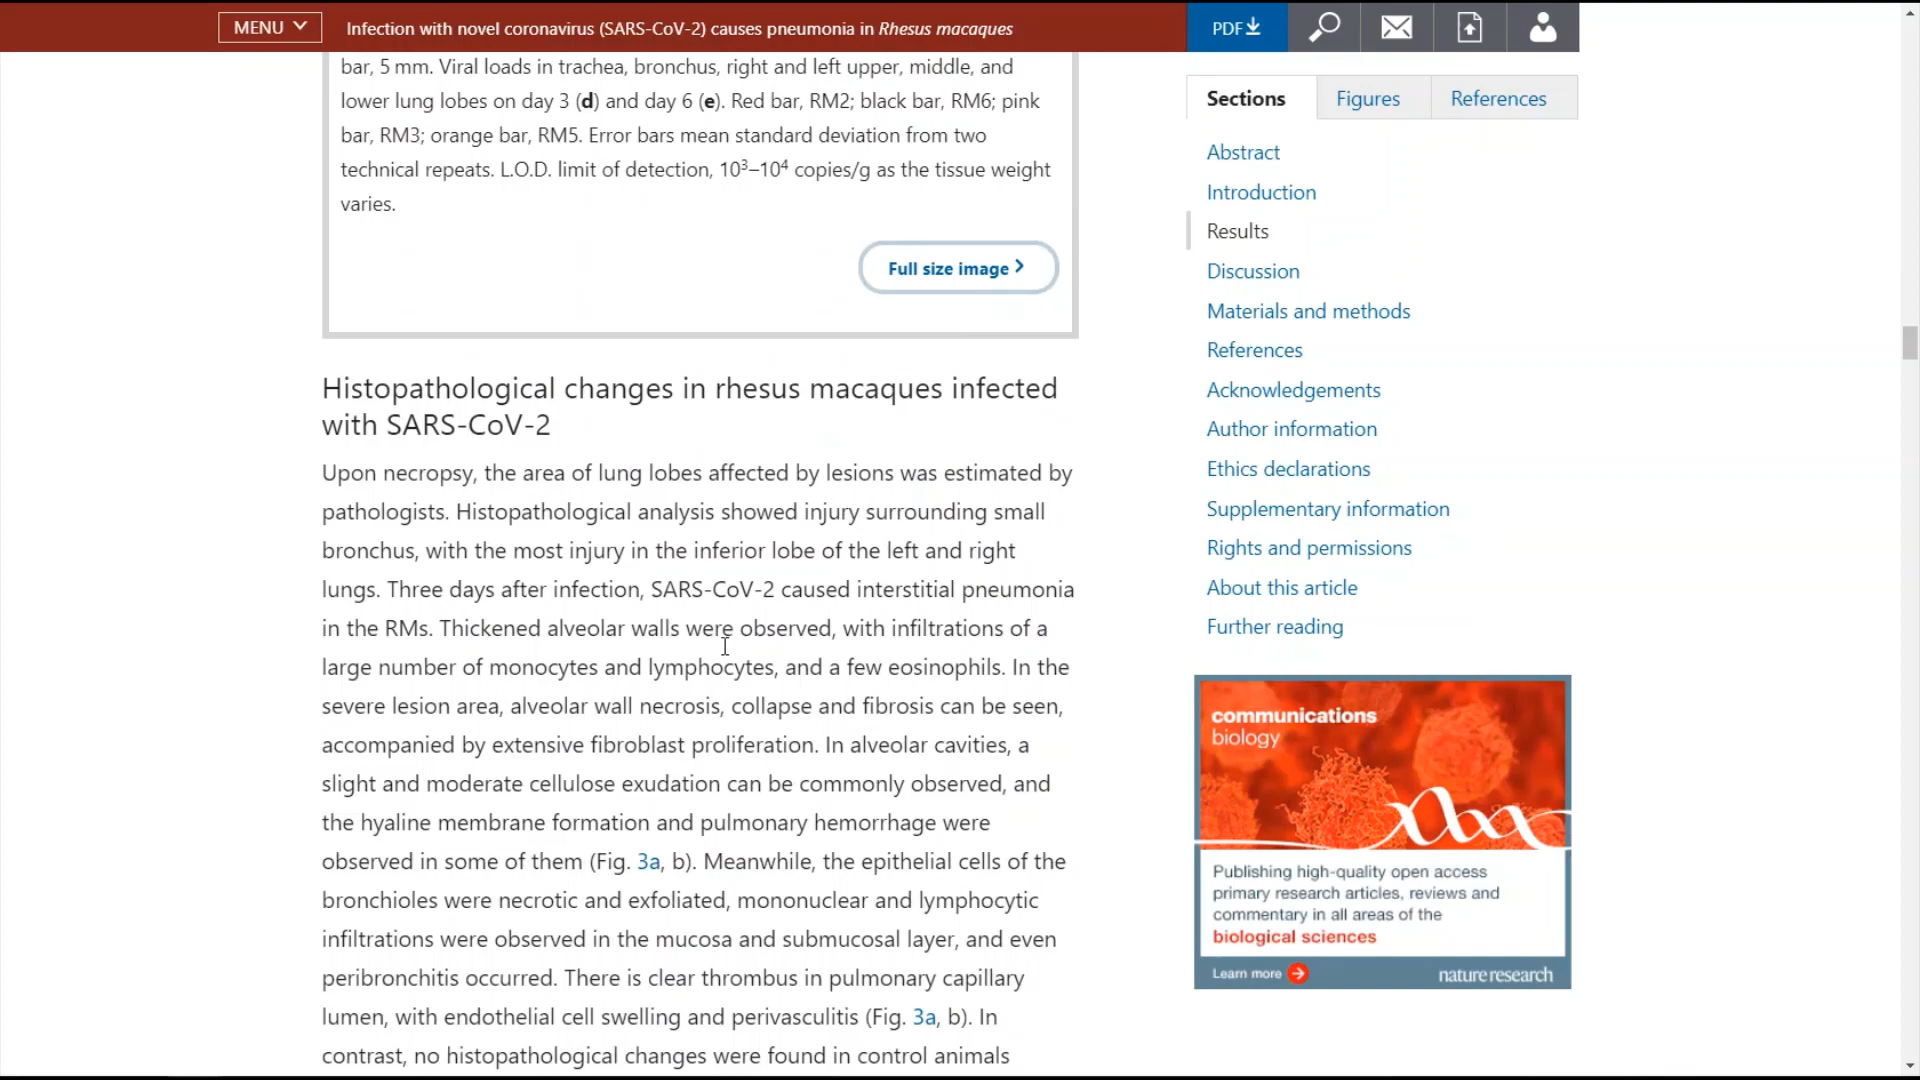 MENU
Infection with novel coronavirus (SARS-CoV-2) causes pneumonia in Rhesus macaques
PDF
bar, 5 mm. Viral loads in trachea, bronchus, right and left upper, middle, and
lower lung lobes on day 3 (d) and day 6 (e). Red bar, RM2; black bar, RM6; pink
bar, RM3; orange bar, RM5. Error bars mean standard deviation from two
technical repeats. L.O.D. limit of detection, 10³–10⁴ copies/g as the tissue weight
varies.
Full size image
Histopathological changes in rhesus macaques infected
with SARS-CoV-2
Upon necropsy, the area of lung lobes affected by lesions was estimated by
pathologists. Histopathological analysis showed injury surrounding small
bronchus, with the most injury in the inferior lobe of the left and right
lungs. Three days after infection, SARS-CoV-2 caused interstitial pneumonia
in the RMs. Thickened alveolar walls were observed, with infiltrations of a
large number of monocytes and lymphocytes, and a few eosinophils. In the
severe lesion area, alveolar wall necrosis, collapse and fibrosis can be seen,
accompanied by extensive fibroblast proliferation. In alveolar cavities, a
slight and moderate cellulose exudation can be commonly observed, and
the hyaline membrane formation and pulmonary hemorrhage were
observed in some of them (Fig. 3a, b). Meanwhile, the epithelial cells of the
bronchioles were necrotic and exfoliated, mononuclear and lymphocytic
infiltrations were observed in the mucosa and submucosal layer, and even
peribronchitis occurred. There is clear thrombus in pulmonary capillary
lumen, with endothelial cell swelling and perivasculitis (Fig. 3a, b). In
contrast, no histopathological changes were found in control animals
Sections
Figures
References
Abstract
Introduction
Results
Discussion
Materials and methods
References
Acknowledgements
Author information
Ethics declarations
Supplementary information
Rights and permissions
About this article
Further reading
communications
biology
Publishing high-quality open access
primary research articles, reviews and
commentary in all areas of the
biological sciences
Learn more
natureresearch